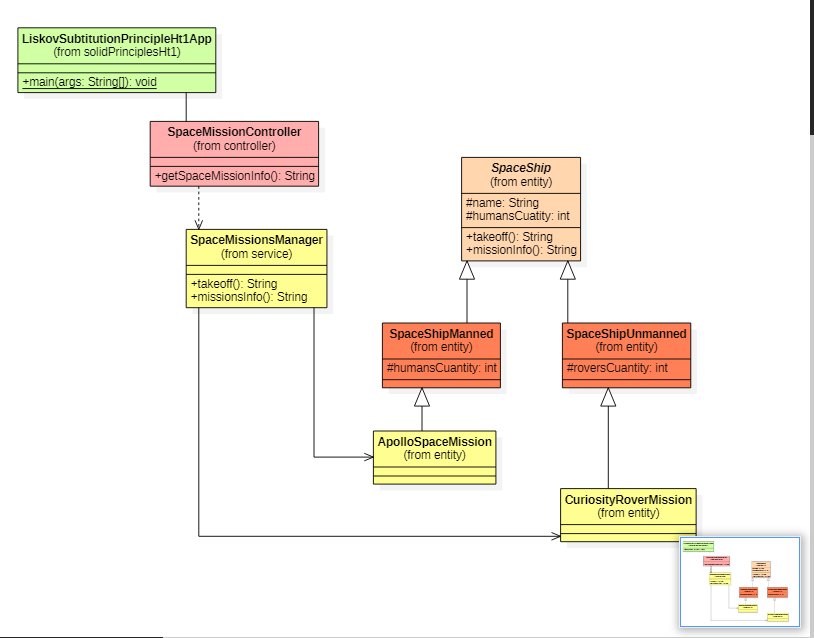 LiskovSubtitutionPrincipleHt1App
(from solidPrinciplesHt1)
+main(args: String[]): void
SpaceMissionController
(from controller)
+getSpaceMissionInfo(): String
SpaceMissionsManager
(from service)
+takeoff(): String
+missionsInfo(): String
SpaceShip
(from entity)
#name: String
#humansCuatity: int
+takeoff(): String
+missionInfo(): String
SpaceShipManned
(from entity)
#humansCuantity: int
SpaceShipUnmanned
(from entity)
#roversCuantity: int
ApolloSpaceMission
(from entity)
CuriosityRoverMission
(from entity)